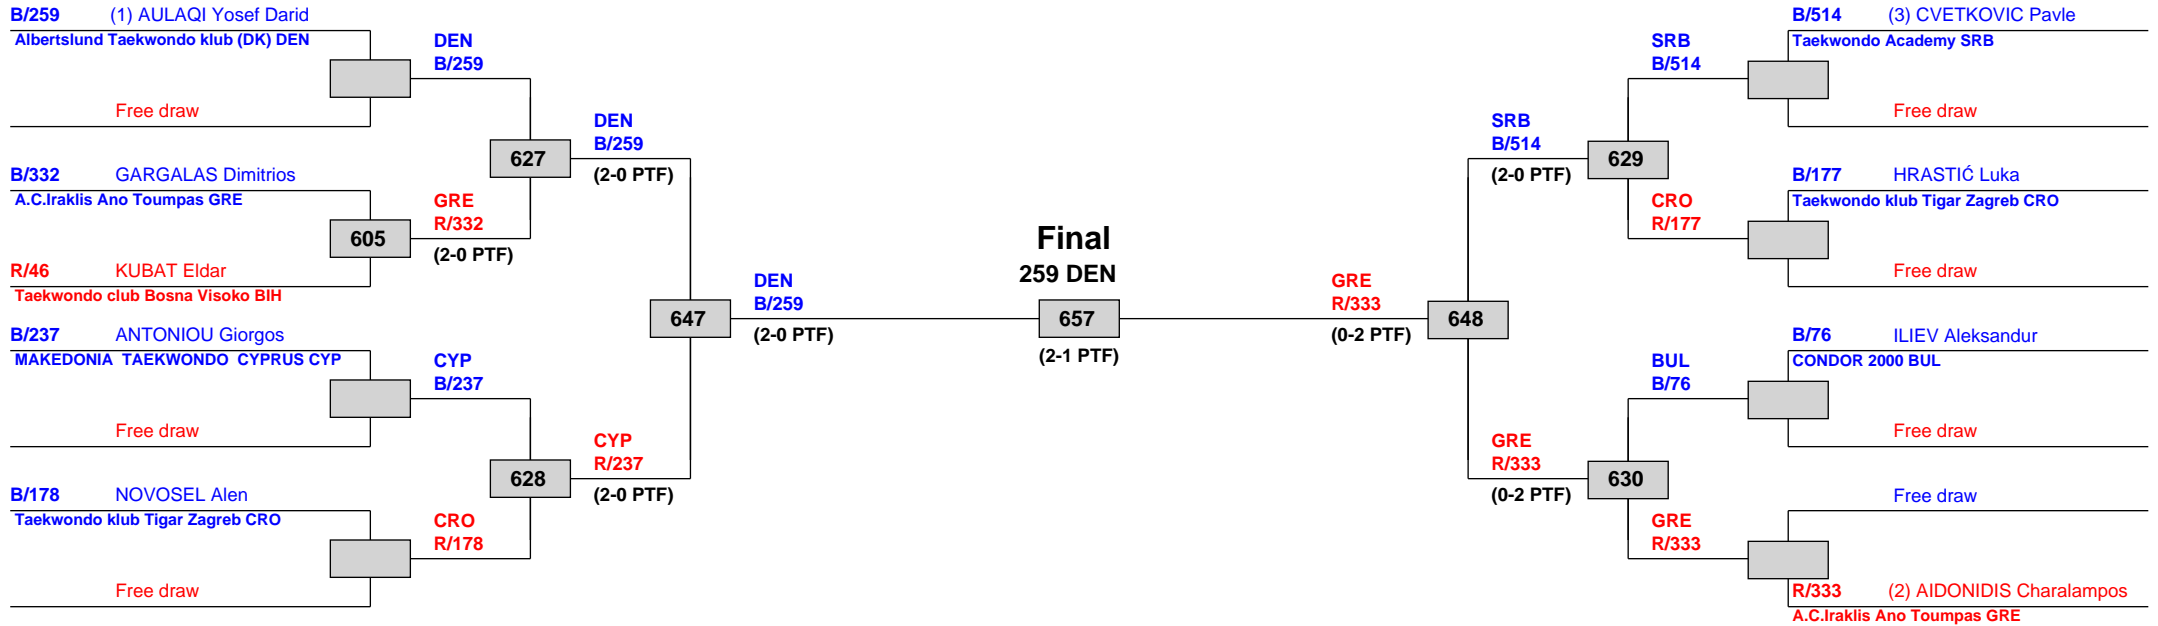 B/259 (1) AULAQI Yosef Darid
Albertslund Taekwondo klub (DK) DEN
Free draw
B/332 GARGALAS Dimitrios
A.C.Iraklis Ano Toumpas GRE
605
R/46 KUBAT Eldar
Taekwondo club Bosna Visoko BIH
B/237 ANTONIOU Giorgos
MAKEDONIA TAEKWONDO CYPRUS CYP
Free draw
B/178 NOVOSEL Alen
Taekwondo klub Tigar Zagreb CRO
Free draw
DEN
B/259
627
GRE
R/332
(2-0 PTF)
CYP
B/237
628
CRO
R/178
DEN
B/259
(2-0 PTF)
647
CYP
R/237
(2-0 PTF)
DEN
B/259
(2-0 PTF)
Final
259 DEN
657
(2-1 PTF)
GRE
R/333
(0-2 PTF)
648
SRB
B/514
(2-0 PTF)
GRE
R/333
(0-2 PTF)
SRB
B/514
629
CRO
R/177
BUL
B/76
630
GRE
R/333
B/514 (3) CVETKOVIC Pavle
Taekwondo Academy SRB
Free draw
B/177 HRASTIĆ Luka
Taekwondo klub Tigar Zagreb CRO
Free draw
B/76 ILIEV Aleksandur
CONDOR 2000 BUL
Free draw
Free draw
R/333 (2) AIDONIDIS Charalampos
A.C.Iraklis Ano Toumpas GRE